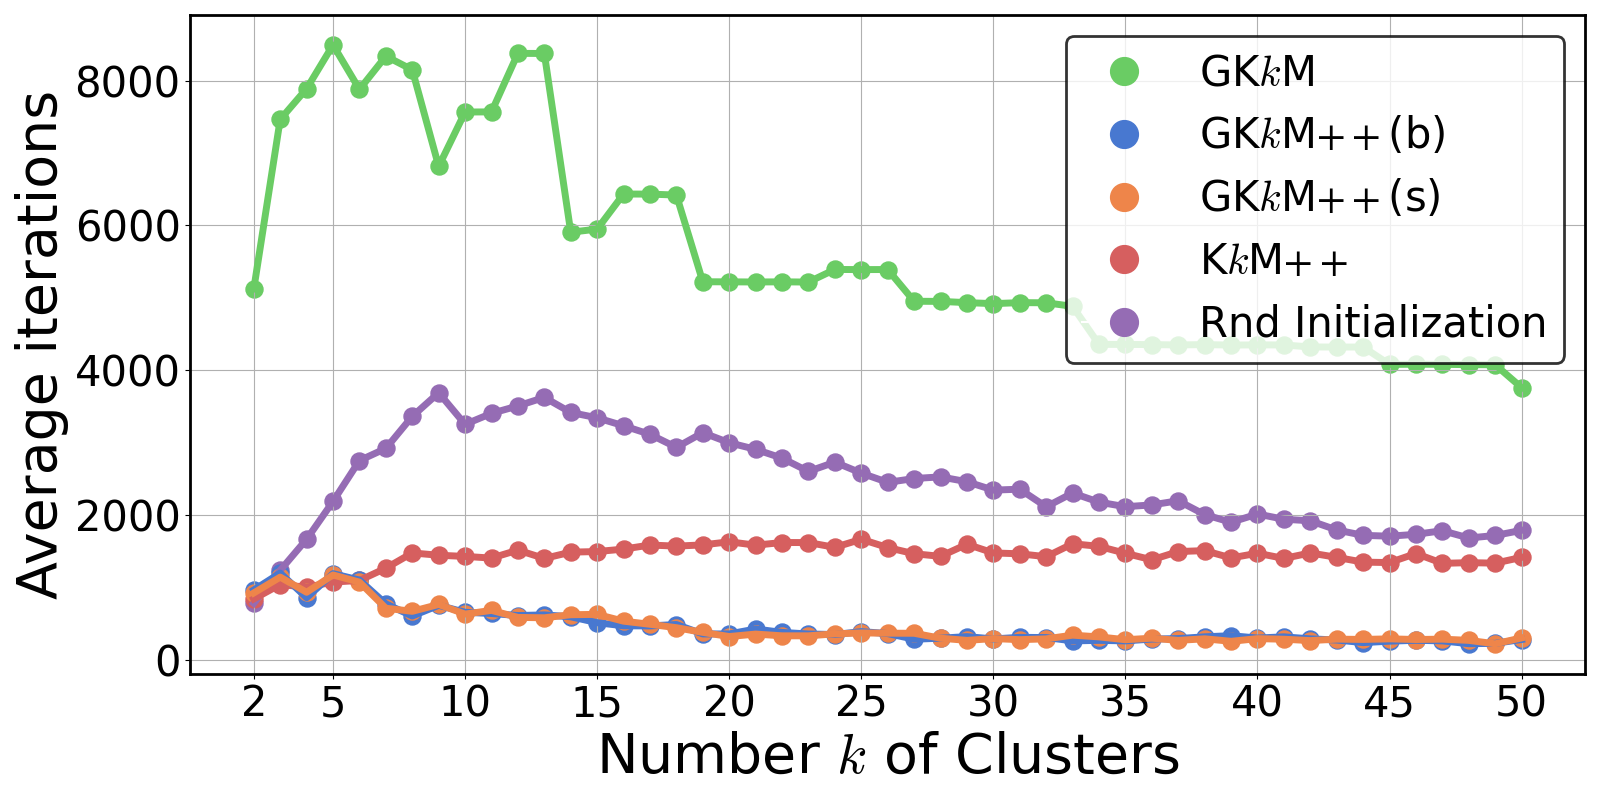 8000
6000
4000
2000
0
Average iterations
2 5 10 15 20 25 30 35 40 45 50
Number k of Clusters
GKkM
GKkM++(b)
GKkM++(s)
KkM++
Rnd Initialization